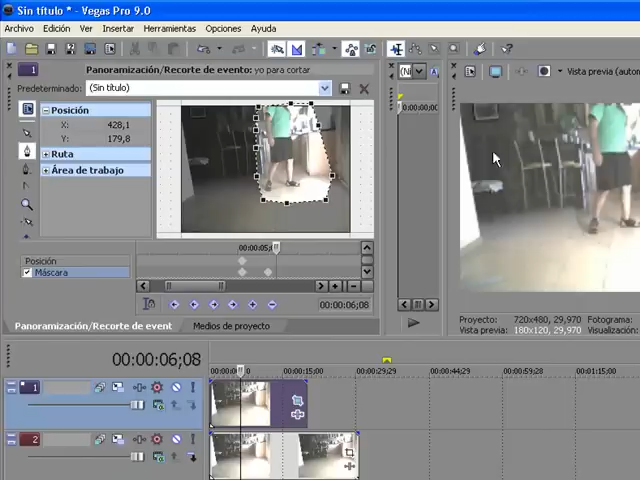 Sin título * - Vegas Pro 9.0
Archivo Edición Ver Insertar Herramientas Opciones Ayuda
Panoramización/Recorte de evento: yo para cortar
Predeterminado: (Sin título)
Vista previa (auto
Posición
X: 428,1
Y: 179,8
Ruta
Área de trabajo
00:00:00;0
00:00:05;
Posición
Máscara
00:00:06;08
Panoramización/Recorte de event Medios de proyecto
Proyecto: 720x480, 29,970 Fotograma:
Vista previa: 180x120, 29,970 Visualización:
00:00:06;08
00:00:15;00 00:00:29;29 00:00:44;29 00:00:59;28 00:01:15;00
1
2